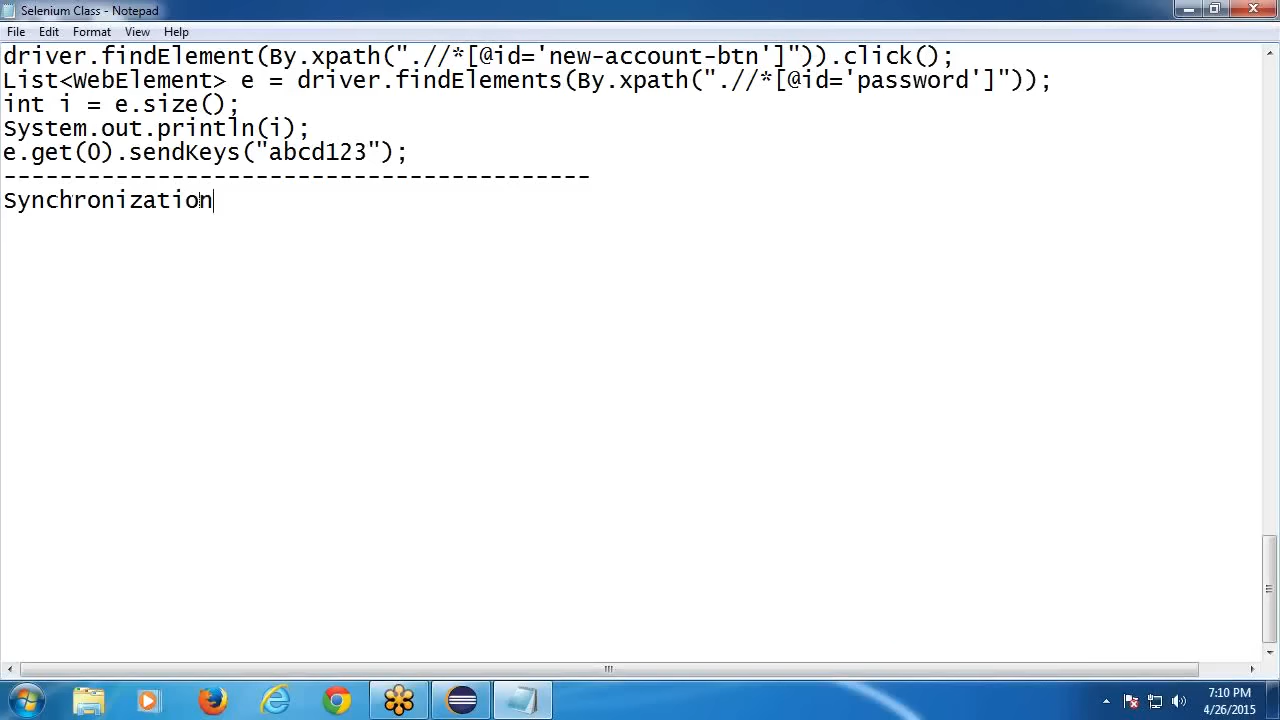 Selenium Class - Notepad
File Edit Format View Help
driver.findElement(By.xpath(".//*[@id='new-account-btn']")).click();
List<WebElement> e = driver.findElements(By.xpath(".//*[@id='password']"));
int i = e.size();
System.out.println(i);
e.get(0).sendKeys("abcd123");
------------------------------------------
Synchronization
7:10 PM
4/26/2015